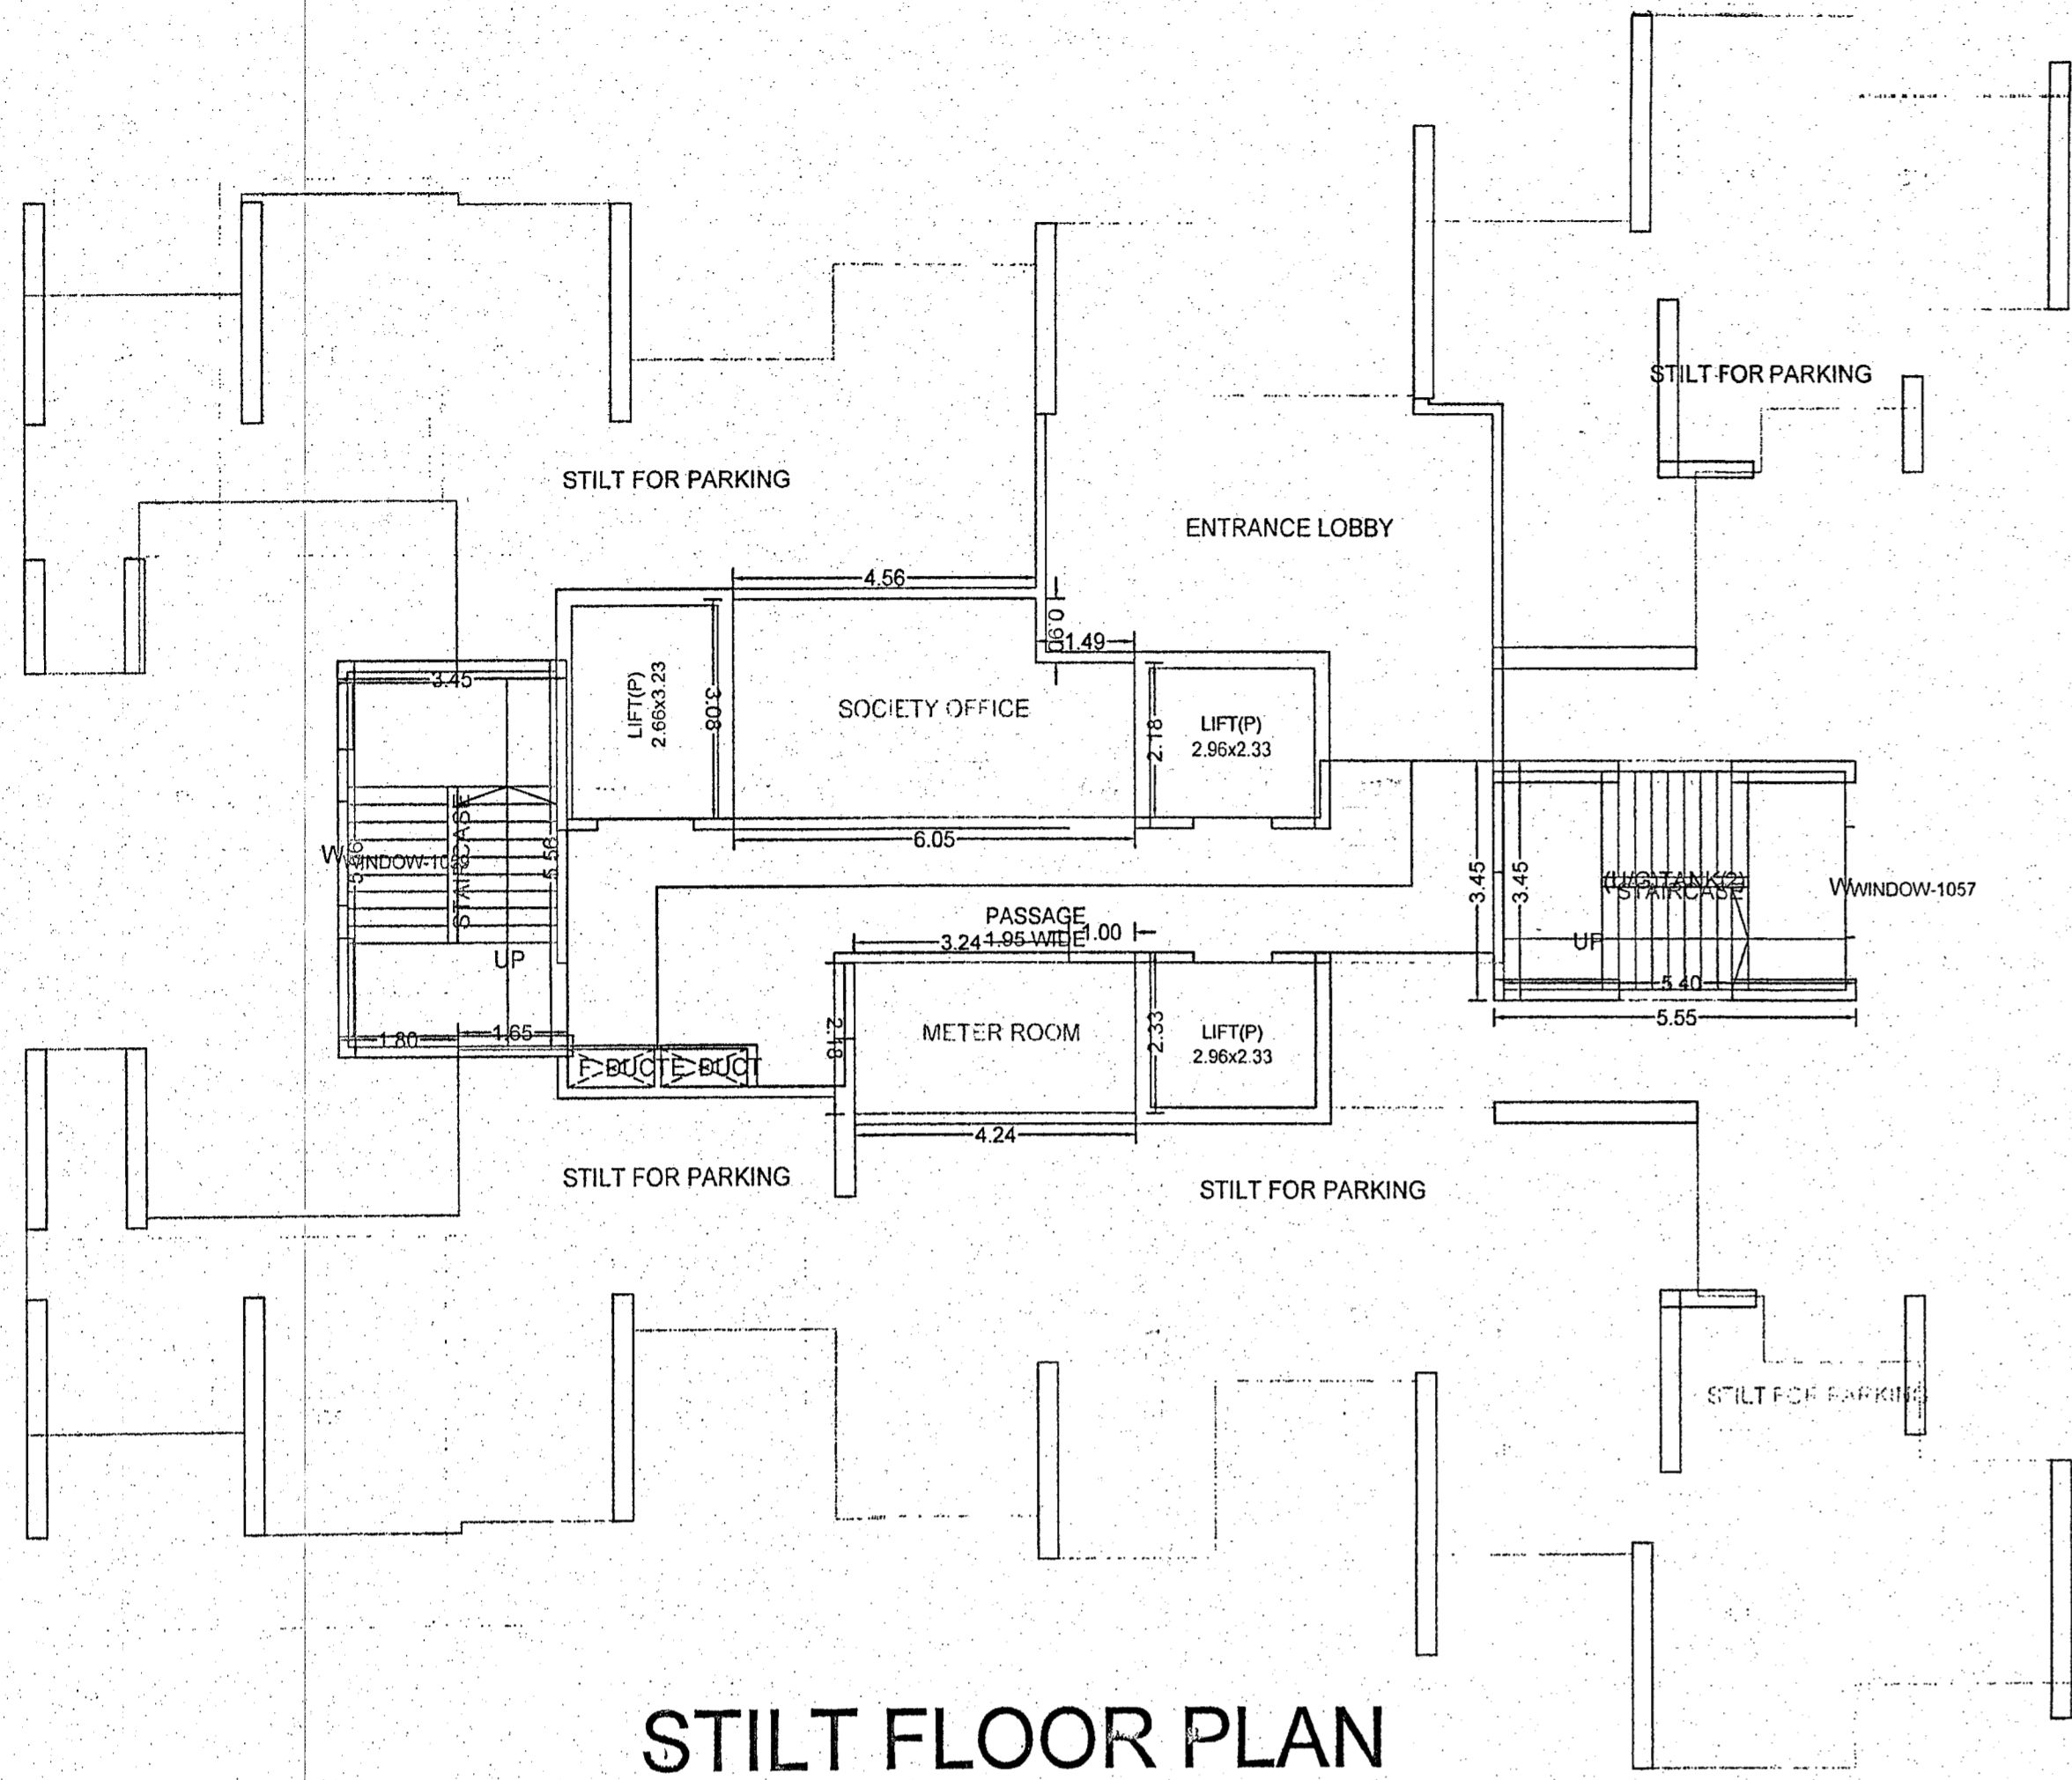 STILT FOR PARKING
STILT FOR PARKING
ENTRANCE LOBBY
4.56
0.90
1.49
3.45
LIFT(P)
2.66x3.23
3.08
SOCIETY OFFICE
2.18
LIFT(P)
2.96x2.33
6.05
W
5.56
STAIRCASE
5.56
UP
3.45
3.45
(U/G)TANK(2)
STAIRCASE
W
WINDOW-1057
UP
5.40
5.55
PASSAGE
1.95 WIDE
3.24
1.00
1.80
1.65
DUCT
E. DUCT
2.18
METER ROOM
2.33
LIFT(P)
2.96x2.33
4.24
STILT FOR PARKING
STILT FOR PARKING
STILT FOR PARKING
STILT FLOOR PLAN